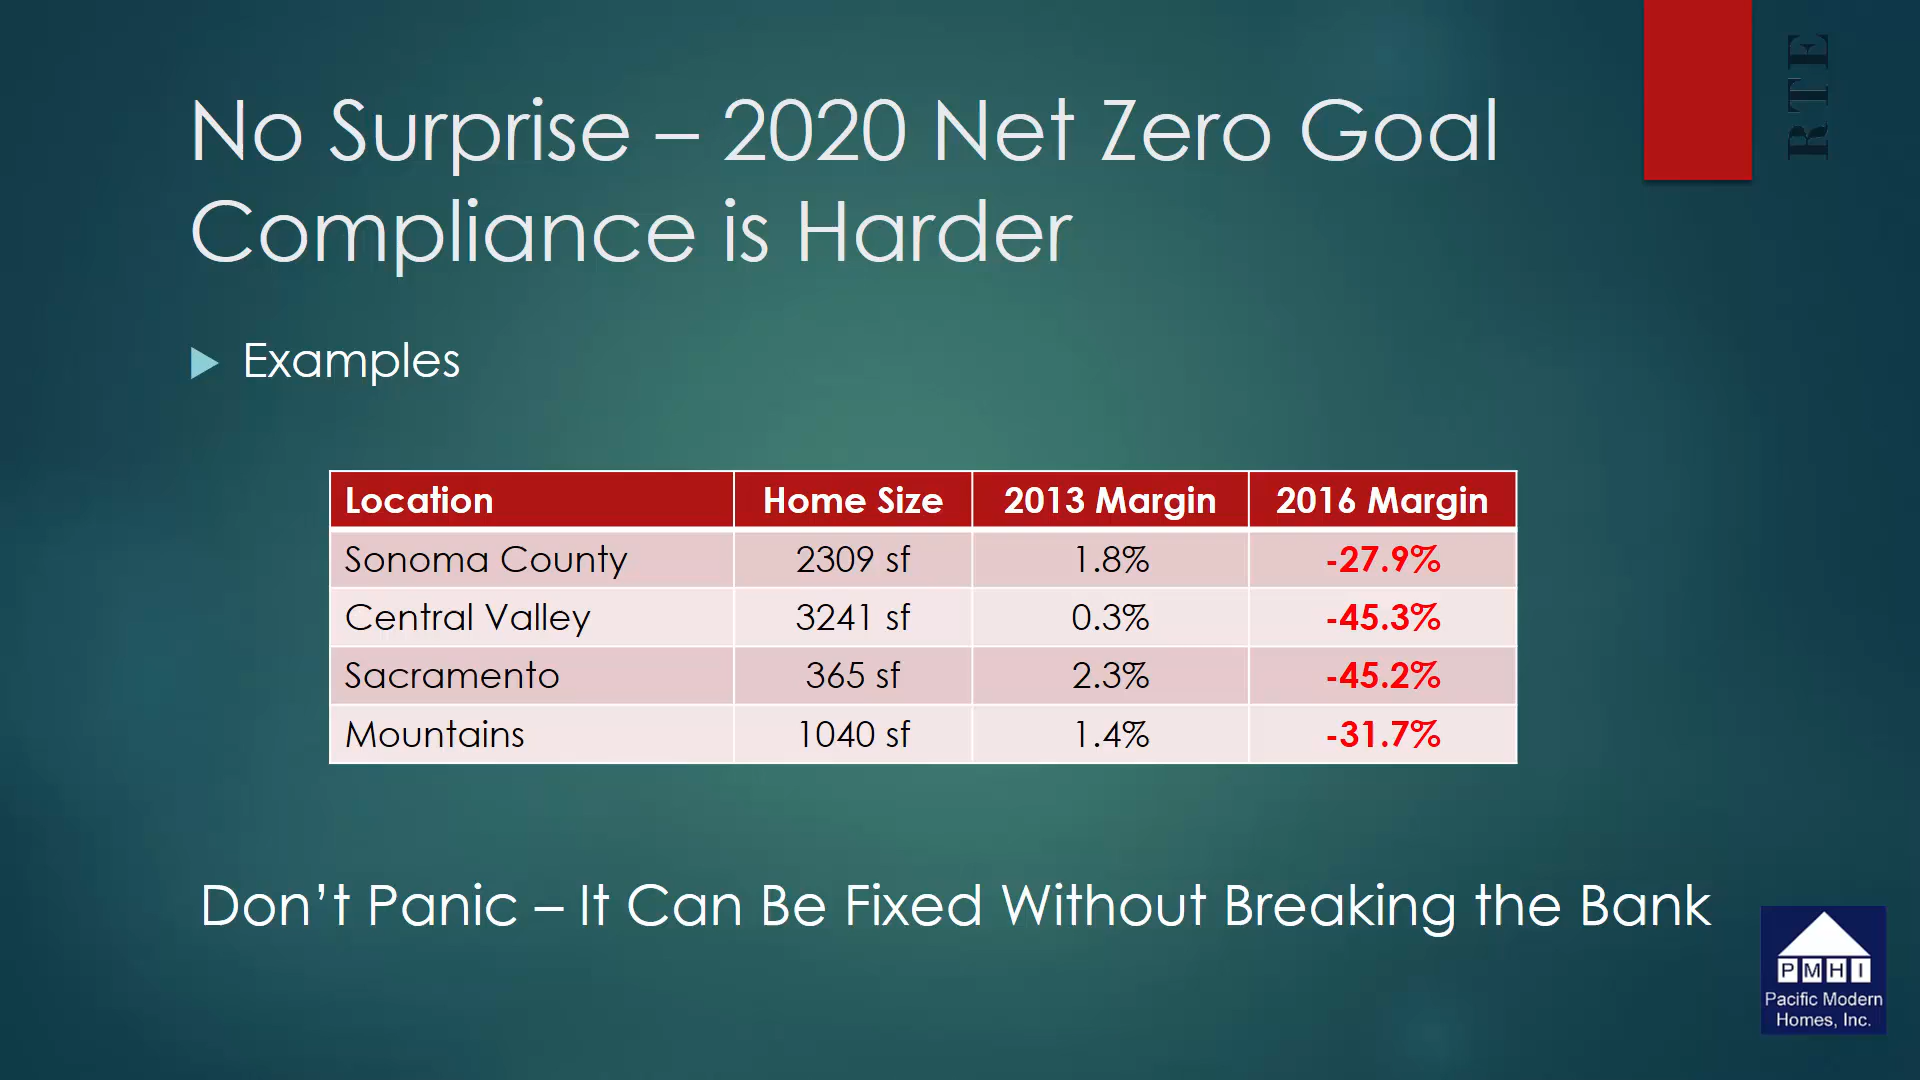 No Surprise – 2020 Net Zero Goal
Compliance is Harder
RTE
Examples
Location Home Size 2013 Margin 2016 Margin
Sonoma County 2309 sf 1.8% -27.9%
Central Valley 3241 sf 0.3% -45.3%
Sacramento 365 sf 2.3% -45.2%
Mountains 1040 sf 1.4% -31.7%
Don’t Panic – It Can Be Fixed Without Breaking the Bank
PMHI
Pacific Modern
Homes, Inc.